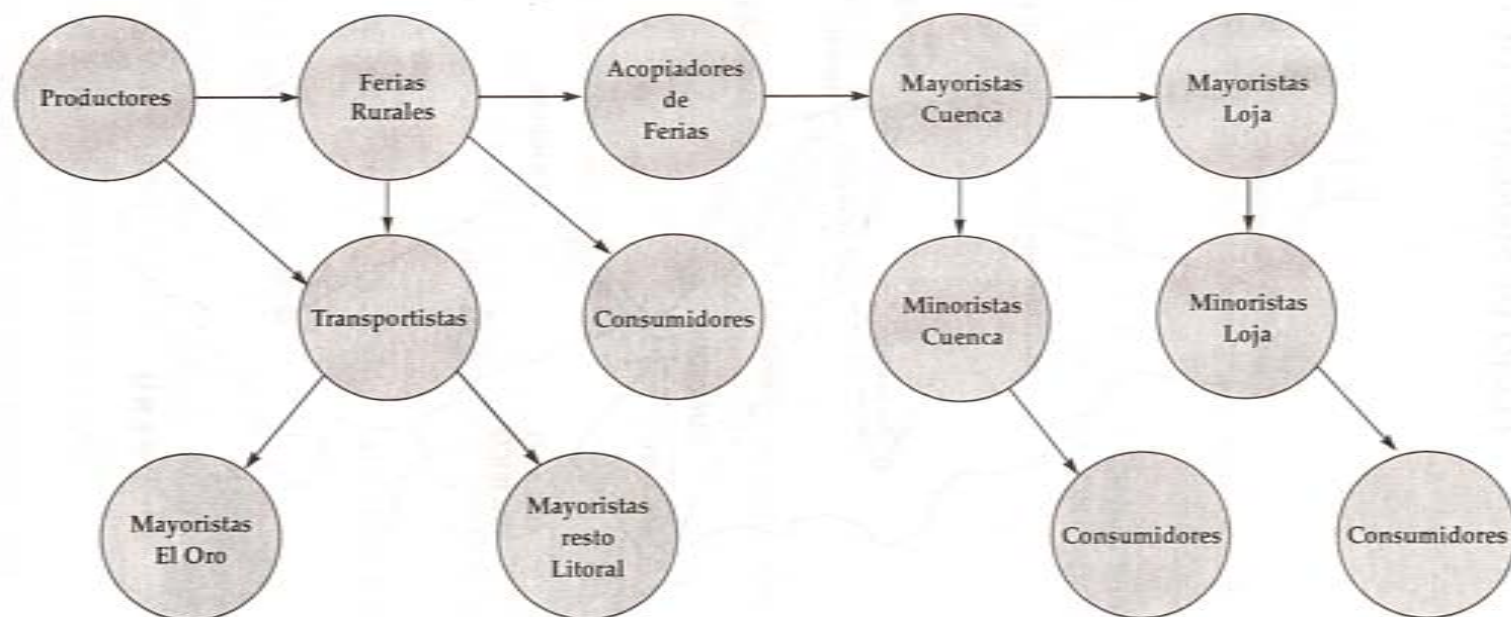 Productores
Ferias
Rurales
Acopiadores
de
Ferias
Mayoristas
Cuenca
Mayoristas
Loja
Transportistas
Consumidores
Minoristas
Cuenca
Minoristas
Loja
Mayoristas
El Oro
Mayoristas
resto
Litoral
Consumidores
Consumidores